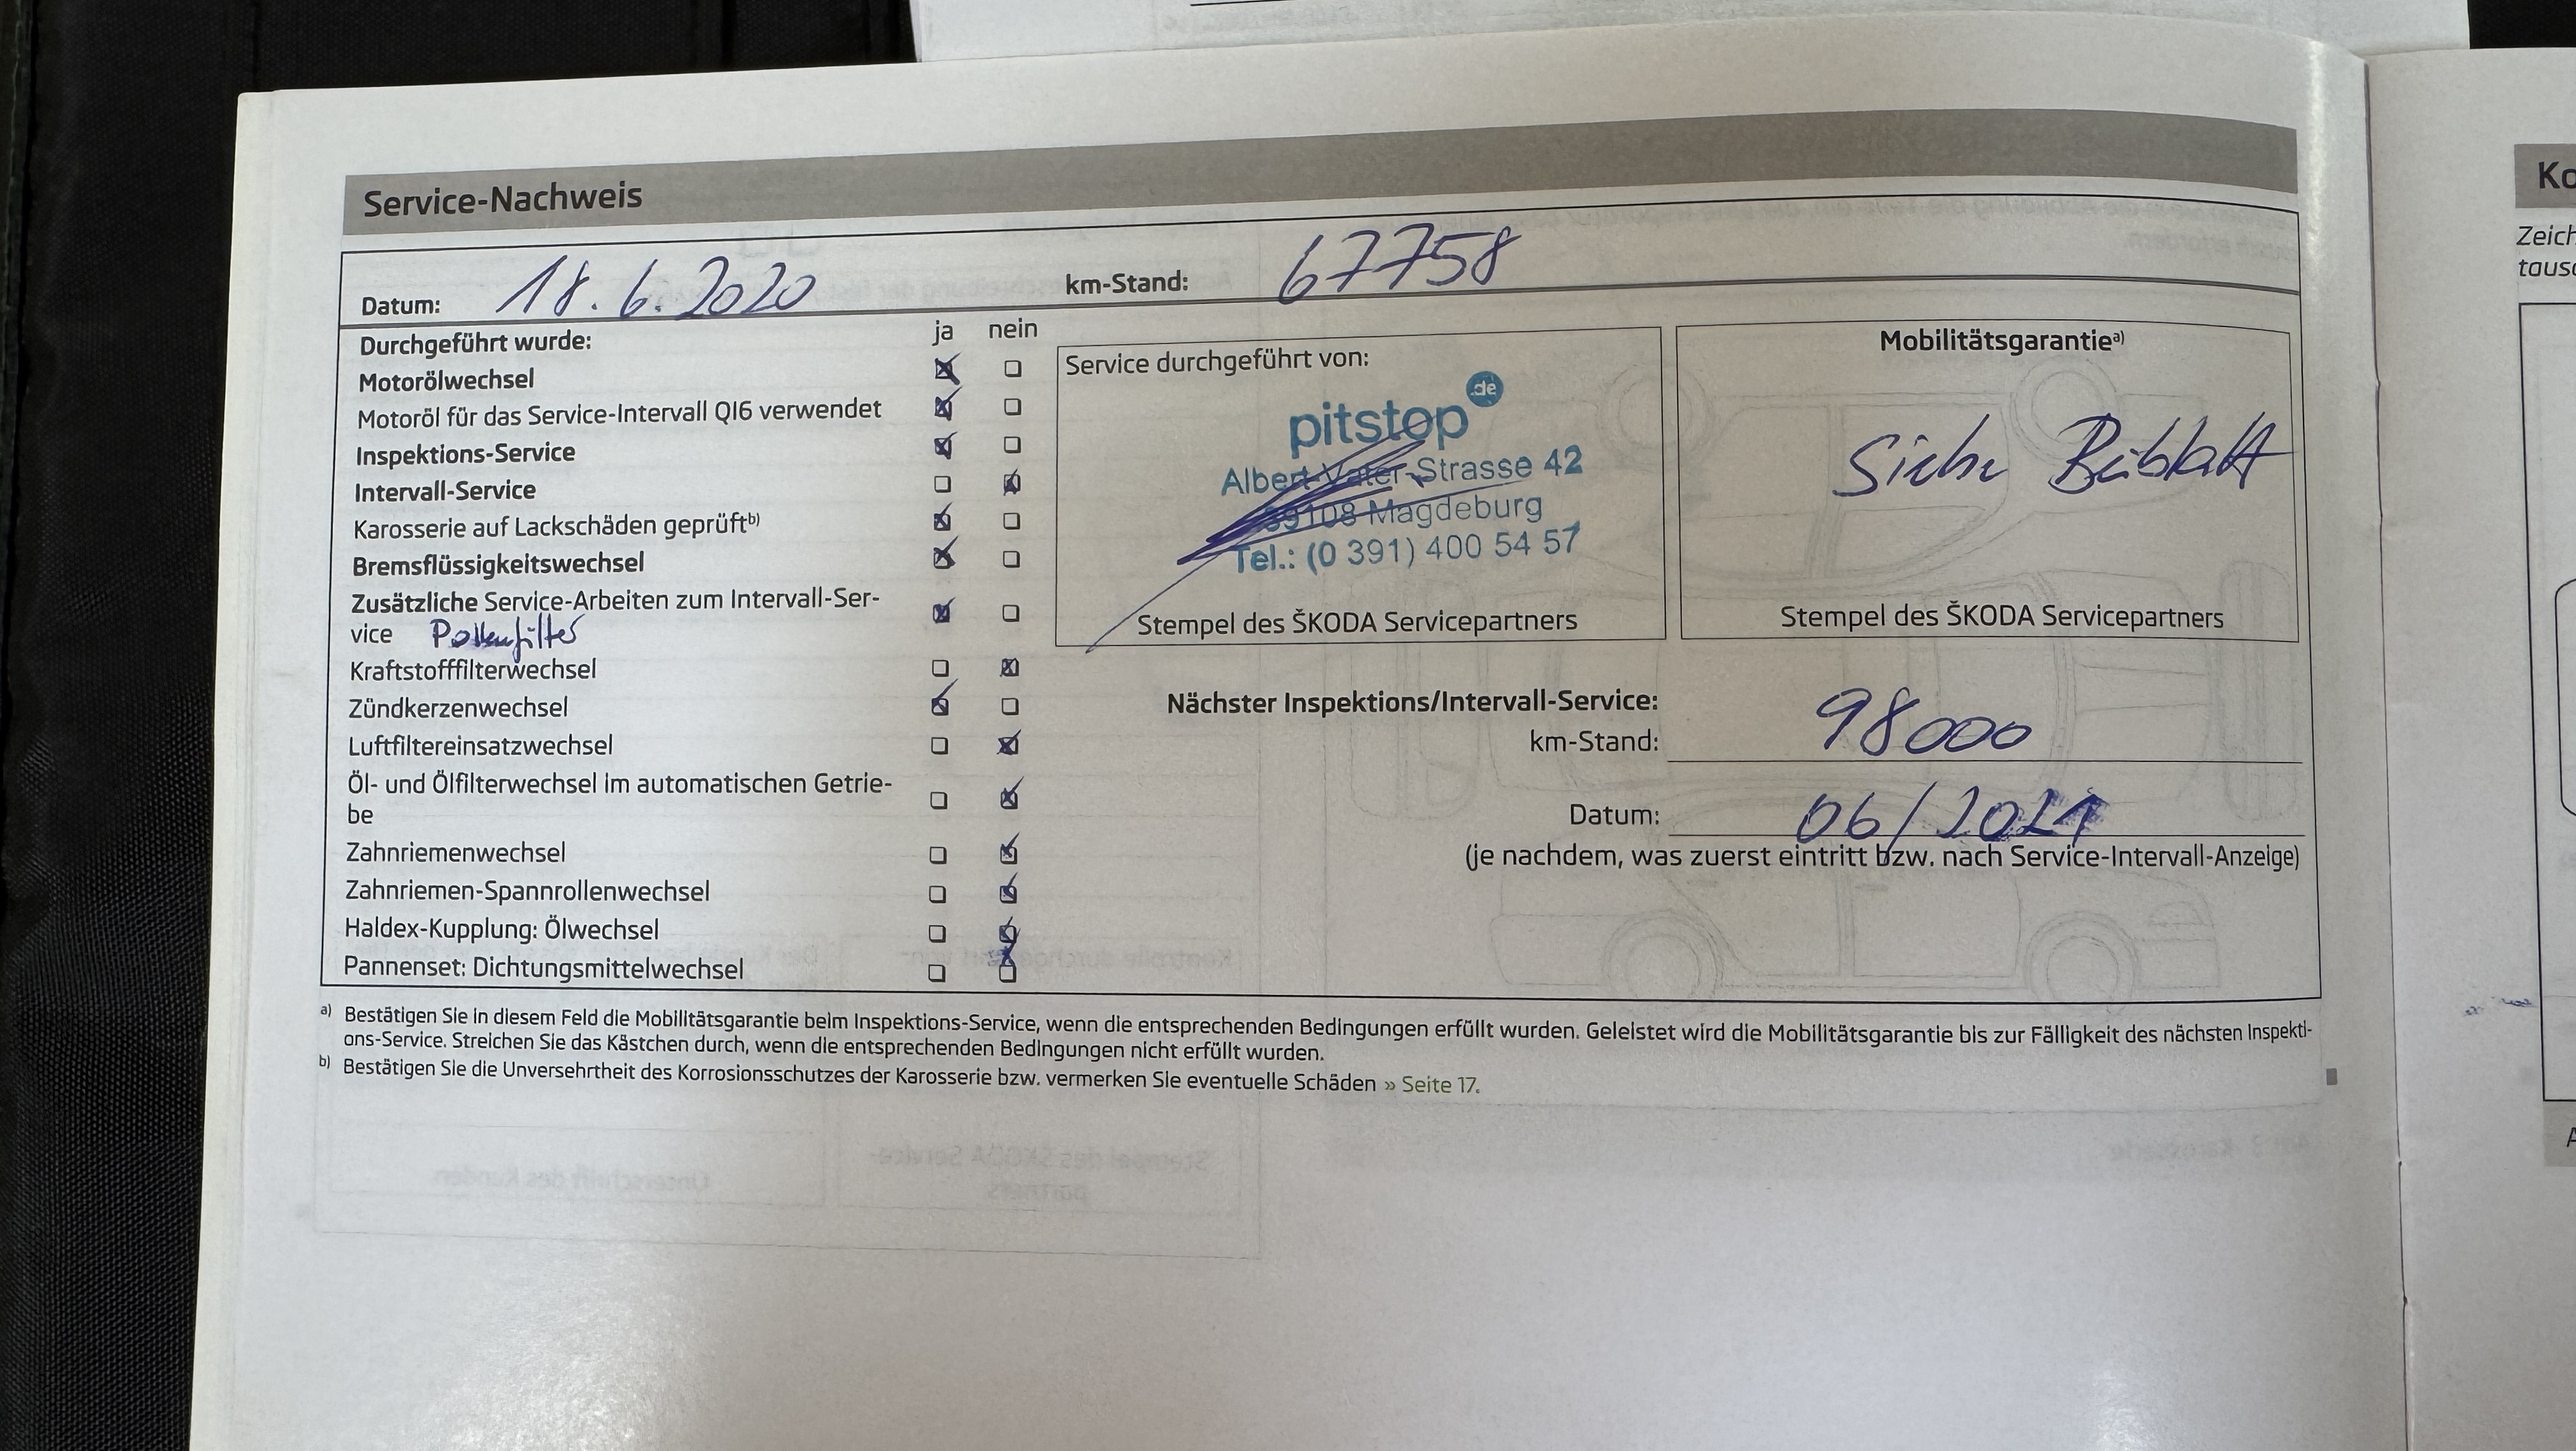 Service-Nachweis
Datum: 18.6.2020 km-Stand: 67758
Durchgeführt wurde: ja nein
Motorölwechsel
Motoröl für das Service-Intervall QI6 verwendet
Inspektions-Service
Intervall-Service
Karosserie auf Lackschäden geprüft b)
Bremsflüssigkeitswechsel
Zusätzliche Service-Arbeiten zum Intervall-Ser-
vice Pollenfilter
Kraftstofffilterwechsel
Zündkerzenwechsel
Luftfiltereinsatzwechsel
Öl- und Ölfilterwechsel im automatischen Getrie-
be
Zahnriemenwechsel
Zahnriemen-Spannrollenwechsel
Haldex-Kupplung: Ölwechsel
Pannenset: Dichtungsmittelwechsel
Service durchgeführt von:
pitstop.de
Albert-Vater-Strasse 42
39108 Magdeburg
Tel.: (0 391) 400 54 57
Stempel des ŠKODA Servicepartners
Mobilitätsgarantie a)
Siehe Beiblatt
Stempel des ŠKODA Servicepartners
Nächster Inspektions/Intervall-Service:
km-Stand: 98000
Datum: 06/2021
(je nachdem, was zuerst eintritt bzw. nach Service-Intervall-Anzeige)
a) Bestätigen Sie in diesem Feld die Mobilitätsgarantie beim Inspektions-Service, wenn die entsprechenden Bedingungen erfüllt wurden. Geleistet wird die Mobilitätsgarantie bis zur Fälligkeit des nächsten Inspekti-
ons-Service. Streichen Sie das Kästchen durch, wenn die entsprechenden Bedingungen nicht erfüllt wurden.
b) Bestätigen Sie die Unversehrtheit des Korrosionsschutzes der Karosserie bzw. vermerken Sie eventuelle Schäden » Seite 17.
Ko
Zeich
tausc